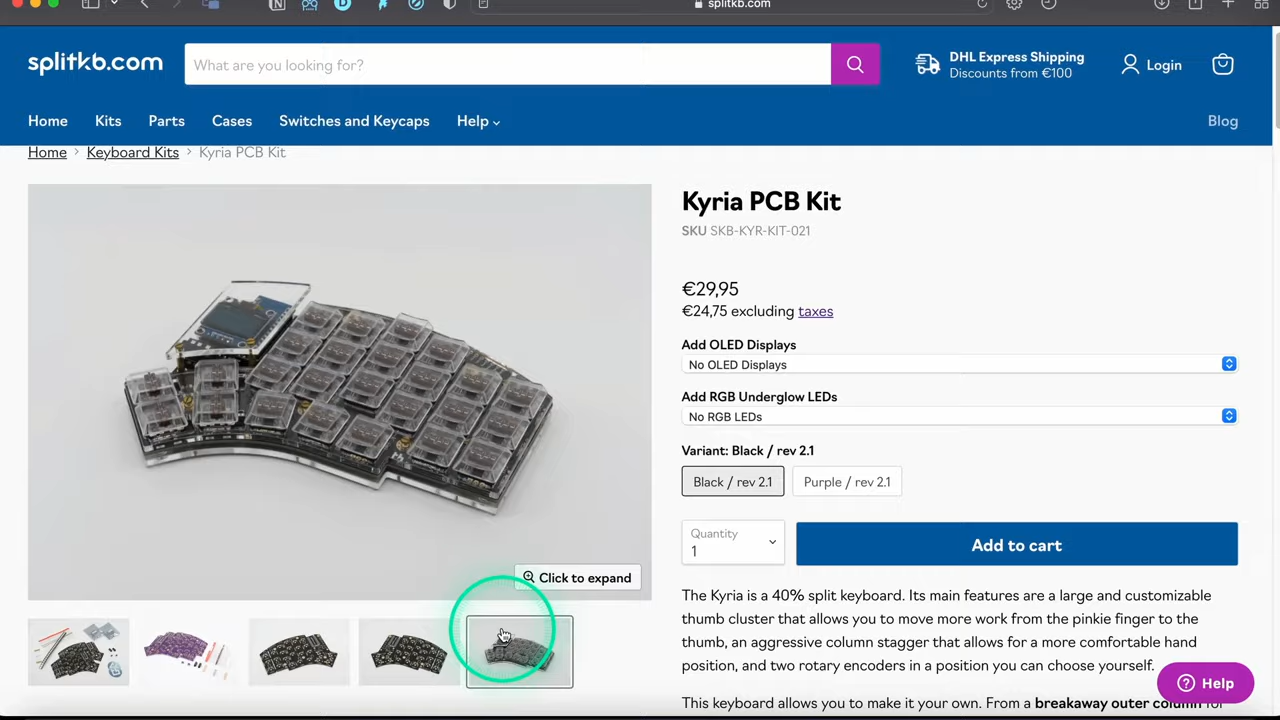 splitkb.com
splitkb.com
What are you looking for?
DHL Express Shipping
Discounts from €100
Login
Home
Kits
Parts
Cases
Switches and Keycaps
Help
Blog
Home > Keyboard Kits > Kyria PCB Kit
Kyria PCB Kit
SKU SKB-KYR-KIT-021
€29,95
€24,75 excluding taxes
Add OLED Displays
No OLED Displays
Add RGB Underglow LEDs
No RGB LEDs
Variant: Black / rev 2.1
Black / rev 2.1
Purple / rev 2.1
Quantity
1
Add to cart
Click to expand
The Kyria is a 40% split keyboard. Its main features are a large and customizable
thumb cluster that allows you to move more work from the pinkie finger to the
thumb, an aggressive column stagger that allows for a more comfortable hand
position, and two rotary encoders in a position you can choose yourself.
Help
This keyboard allows you to make it your own. From a breakaway outer column for